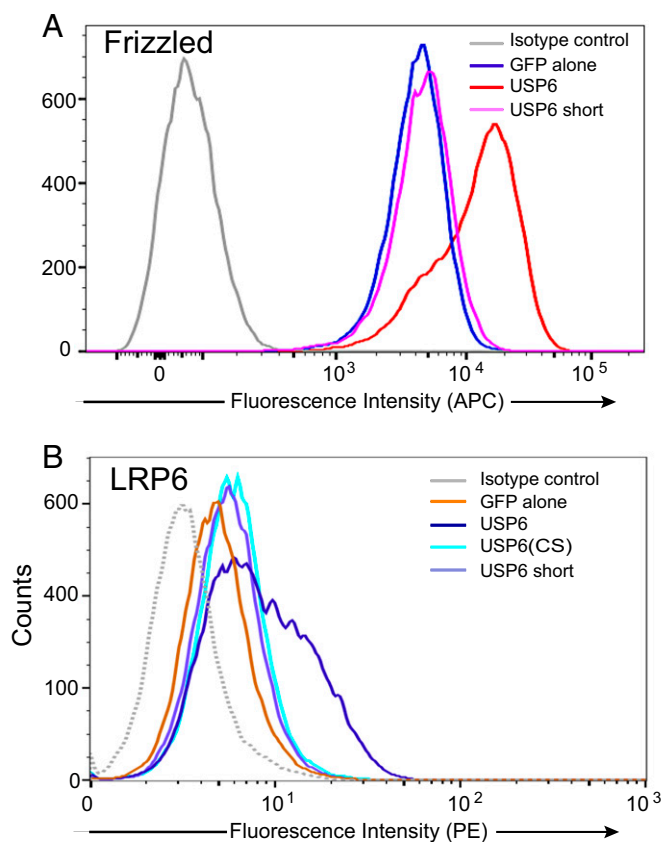 A
Frizzled
Isotype control
GFP alone
USP6
USP6 short
600
400
200
0
0 10³ 10⁴ 10⁵
Fluorescence Intensity (APC)
B
LRP6
Isotype control
GFP alone
USP6
USP6(CS)
USP6 short
Counts
600
400
100
0
0 10¹ 10² 10³
Fluorescence Intensity (PE)